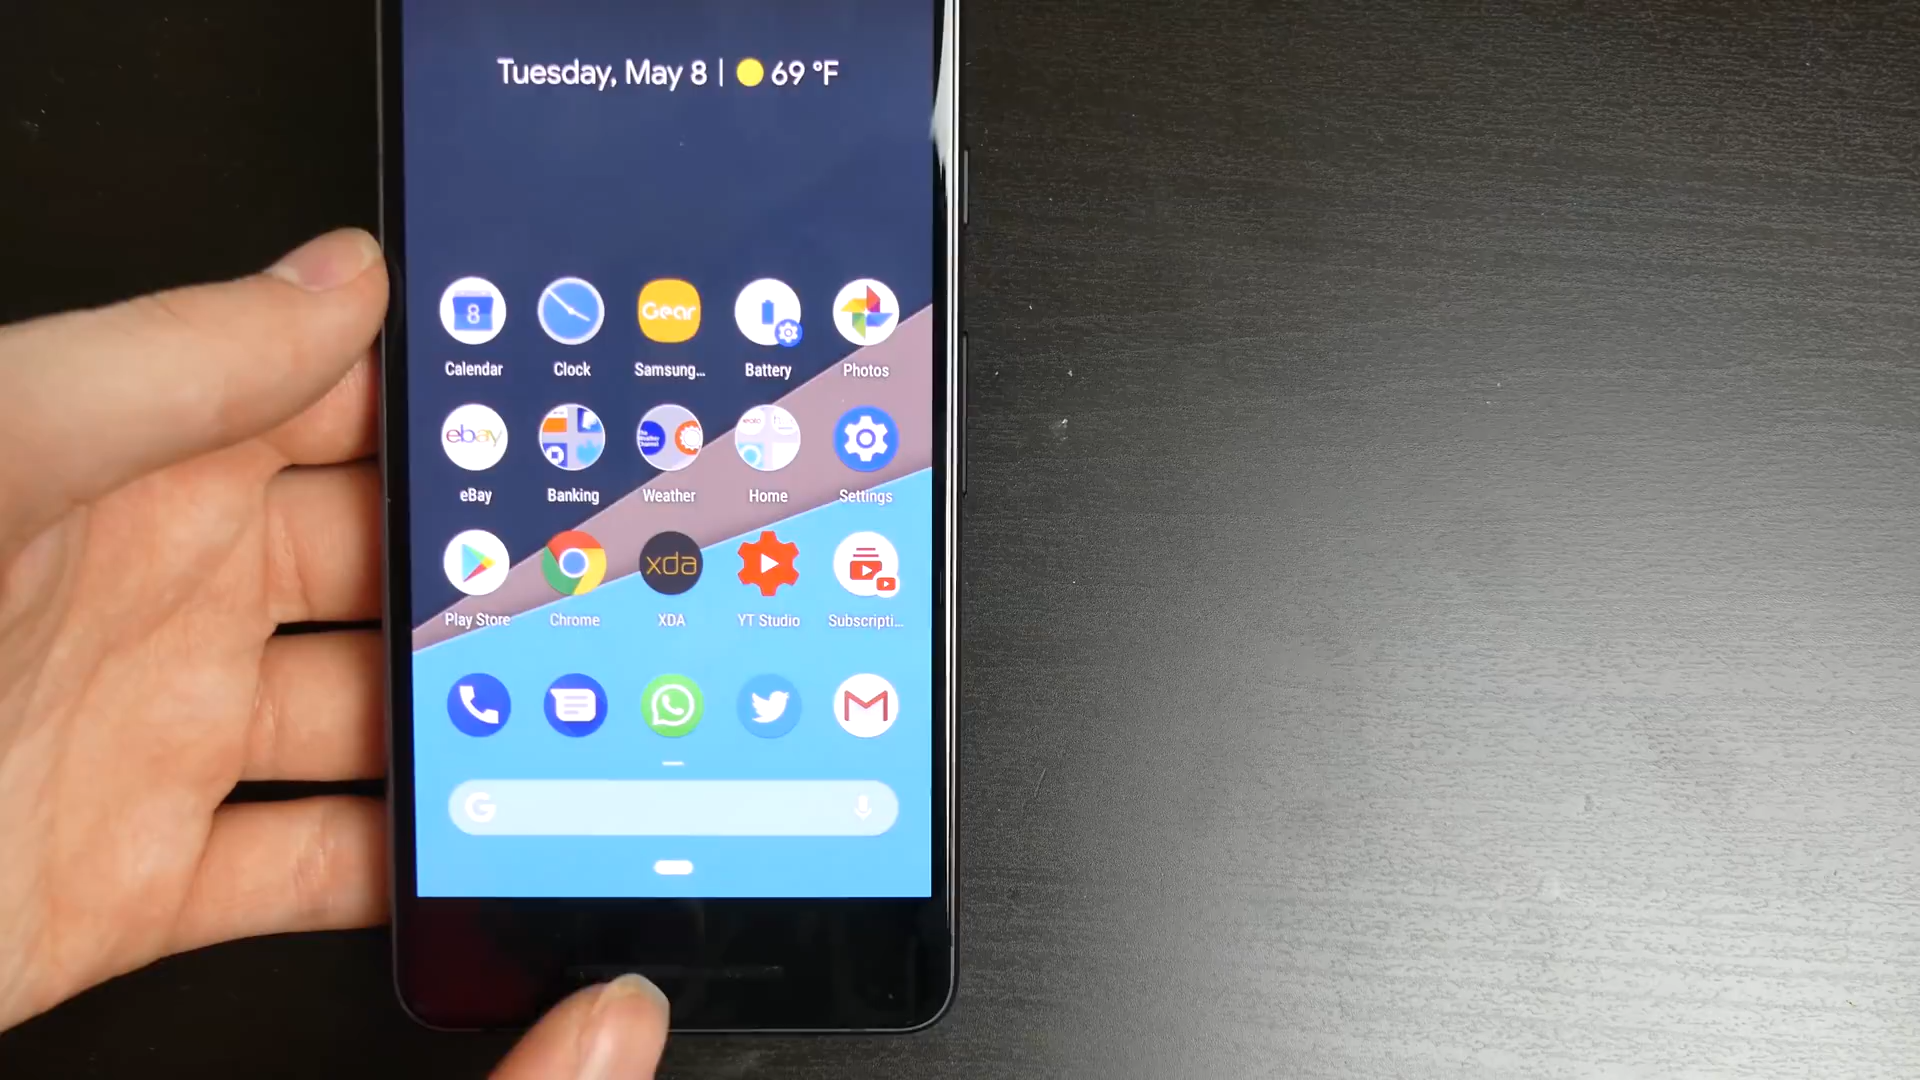 Tuesday, May 8 | 69 °F
8
Gear
Calendar Clock Samsung... Battery Photos
ebay
eBay Banking Weather Home Settings
xda
Play Store Chrome XDA YT Studio Subscripti...
G